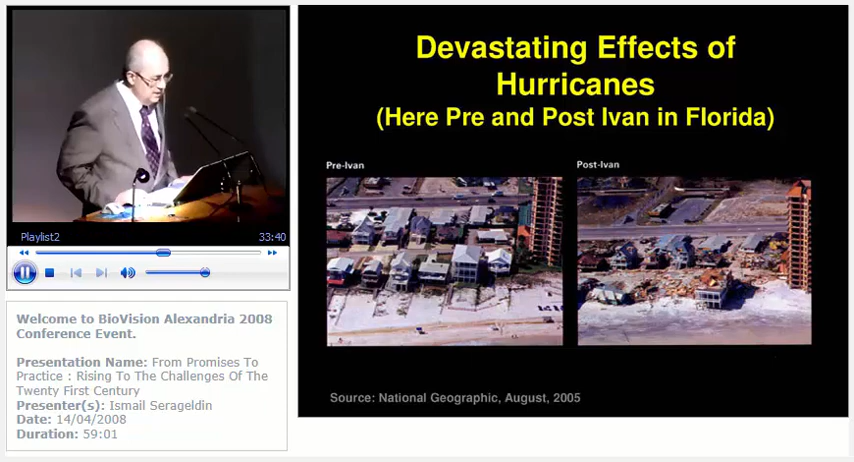 Playlist2
33:40
Welcome to BioVision Alexandria 2008
Conference Event.
Presentation Name: From Promises To
Practice : Rising To The Challenges Of The
Twenty First Century
Presenter(s): Ismail Serageldin
Date: 14/04/2008
Duration: 59:01
Devastating Effects of
Hurricanes
(Here Pre and Post Ivan in Florida)
Pre-Ivan
Post-Ivan
Source: National Geographic, August, 2005